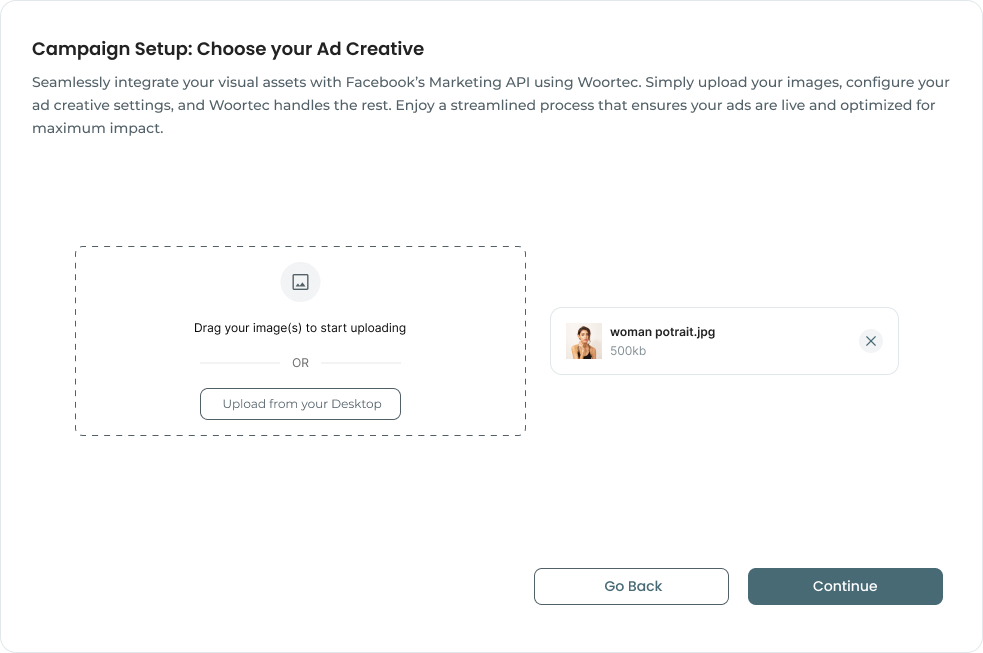 Campaign Setup: Choose your Ad Creative
Seamlessly integrate your visual assets with Facebook’s Marketing API using Woortec. Simply upload your images, configure your
ad creative settings, and Woortec handles the rest. Enjoy a streamlined process that ensures your ads are live and optimized for
maximum impact.
Drag your image(s) to start uploading
OR
Upload from your Desktop
woman potrait.jpg
500kb
Go Back
Continue